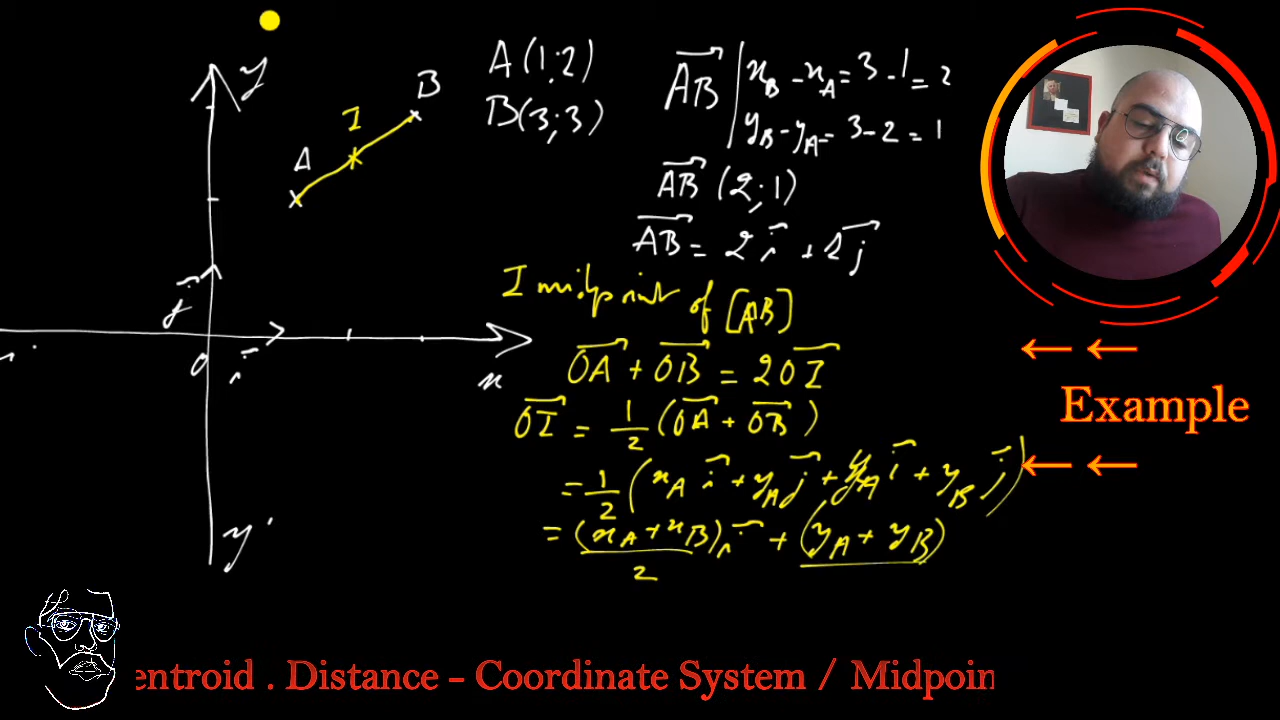 y
B
I
A
j
O
i
x
y'
A(1;2)
B(3;3)
AB | x_B - x_A = 3 - 1 = 2
y_B - y_A = 3 - 2 = 1
AB (2;1)
AB = 2i + 1j
I midpoint of [AB]
OA + OB = 2OI
OI = 1/2 (OA + OB)
= 1/2 (x_A i + y_A j + i + y_B j)
= (x_A + x_B)/2 i + (y_A + y_B)
← ←
Example
← ←
entroid . Distance – Coordinate System / Midpoin